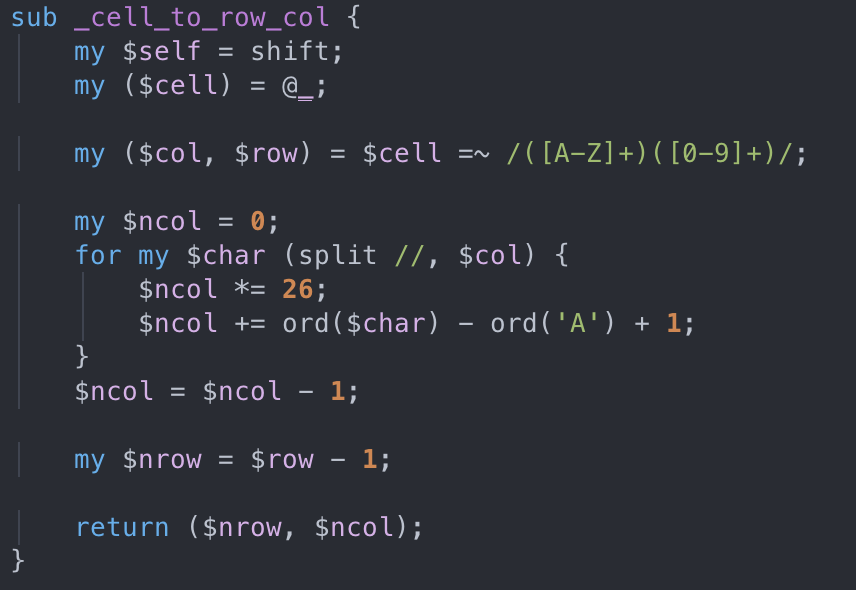 sub _cell_to_row_col {
    my $self = shift;
    my ($cell) = @_;

    my ($col, $row) = $cell =~ /([A-Z]+)([0-9]+)/;

    my $ncol = 0;
    for my $char (split //, $col) {
        $ncol *= 26;
        $ncol += ord($char) - ord('A') + 1;
    }
    $ncol = $ncol - 1;

    my $nrow = $row - 1;

    return ($nrow, $ncol);
}